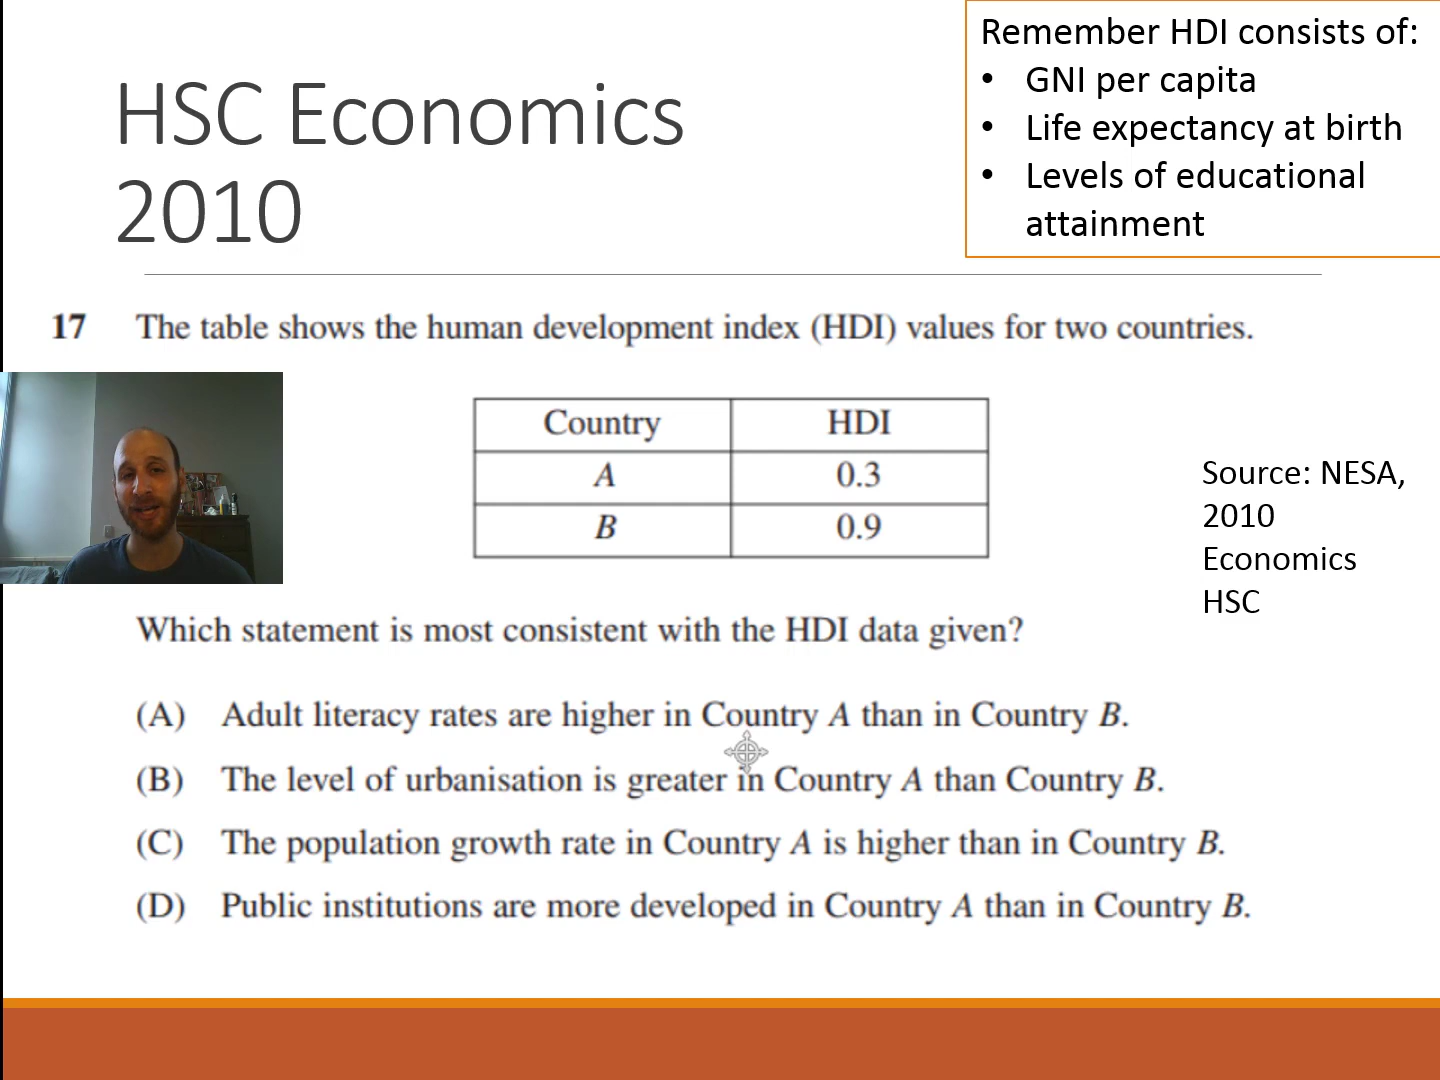 HSC Economics
2010
Remember HDI consists of:
• GNI per capita
• Life expectancy at birth
• Levels of educational
attainment
17 The table shows the human development index (HDI) values for two countries.
Country HDI
A 0.3
B 0.9
Source: NESA,
2010
Economics
HSC
Which statement is most consistent with the HDI data given?
(A) Adult literacy rates are higher in Country A than in Country B.
(B) The level of urbanisation is greater in Country A than Country B.
(C) The population growth rate in Country A is higher than in Country B.
(D) Public institutions are more developed in Country A than in Country B.